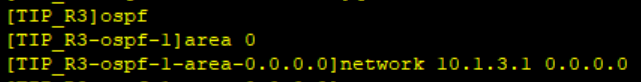 [TIP_R3]ospf
[TIP_R3-ospf-1]area 0
[TIP_R3-ospf-1-area-0.0.0.0]network 10.1.3.1 0.0.0.0